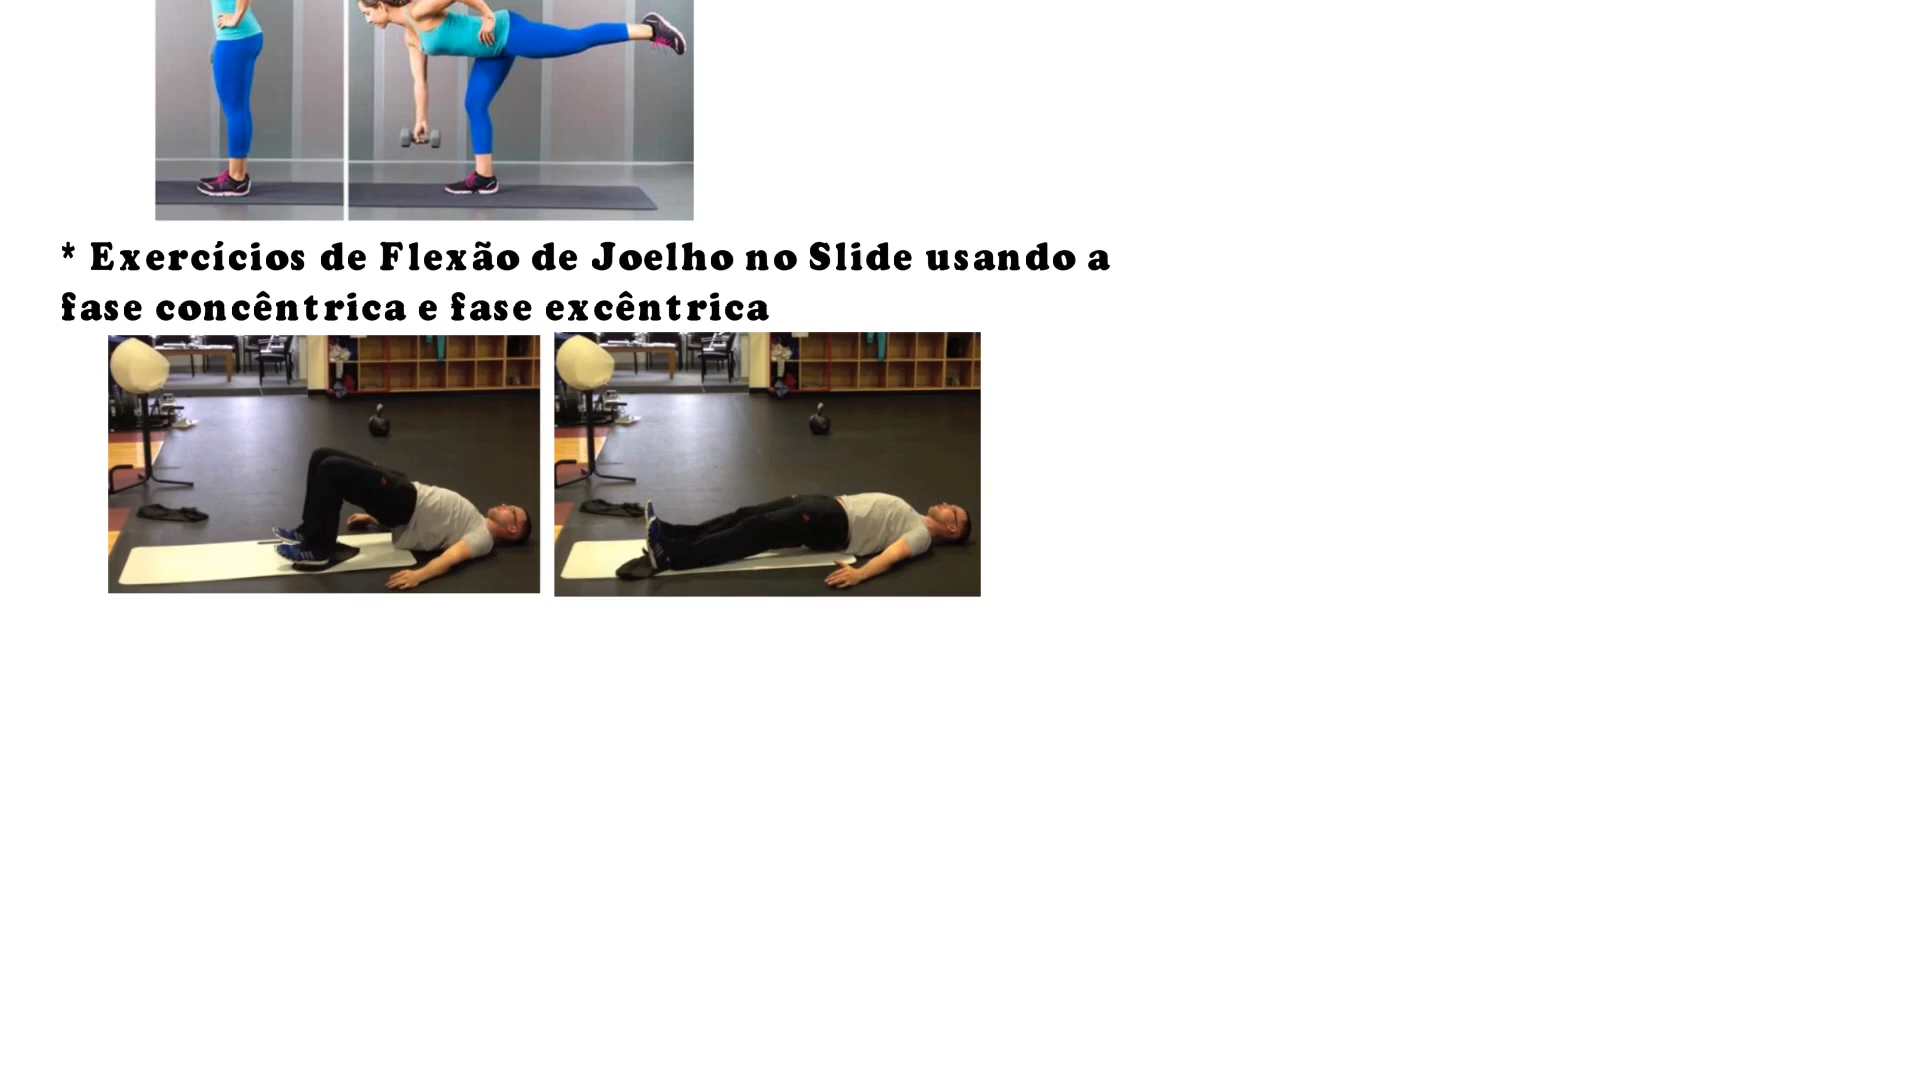 * Exercícios de Flexão de Joelho no Slide usando a
fase concêntrica e fase excêntrica